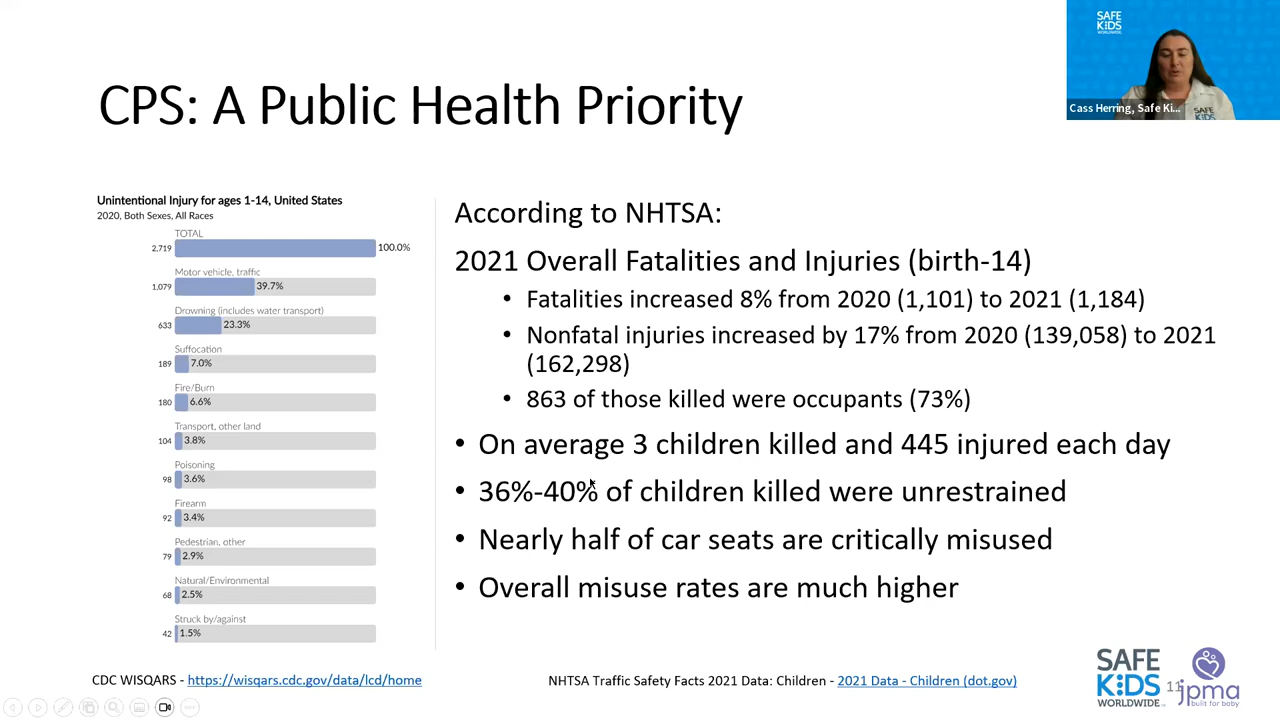 SAFE
KiDS
WORLDWIDE
Cass Herring, Safe Ki...
SAFE
KIDS
CPS: A Public Health Priority
Unintentional Injury for ages 1-14, United States
2020, Both Sexes, All Races
TOTAL
2,719 100.0%
Motor vehicle, traffic
1,079 39.7%
Drowning (includes water transport)
633 23.3%
Suffocation
189 7.0%
Fire/Burn
180 6.6%
Transport, other land
104 3.8%
Poisoning
98 3.6%
Firearm
92 3.4%
Pedestrian, other
79 2.9%
Natural/Environmental
68 2.5%
Struck by/against
42 1.5%
According to NHTSA:
2021 Overall Fatalities and Injuries (birth-14)
• Fatalities increased 8% from 2020 (1,101) to 2021 (1,184)
• Nonfatal injuries increased by 17% from 2020 (139,058) to 2021
(162,298)
• 863 of those killed were occupants (73%)
• On average 3 children killed and 445 injured each day
• 36%-40% of children killed were unrestrained
• Nearly half of car seats are critically misused
• Overall misuse rates are much higher
CDC WISQARS - https://wisqars.cdc.gov/data/lcd/home
NHTSA Traffic Safety Facts 2021 Data: Children - 2021 Data - Children (dot.gov)
SAFE
KiDS
WORLDWIDE
11
jpma
built for baby